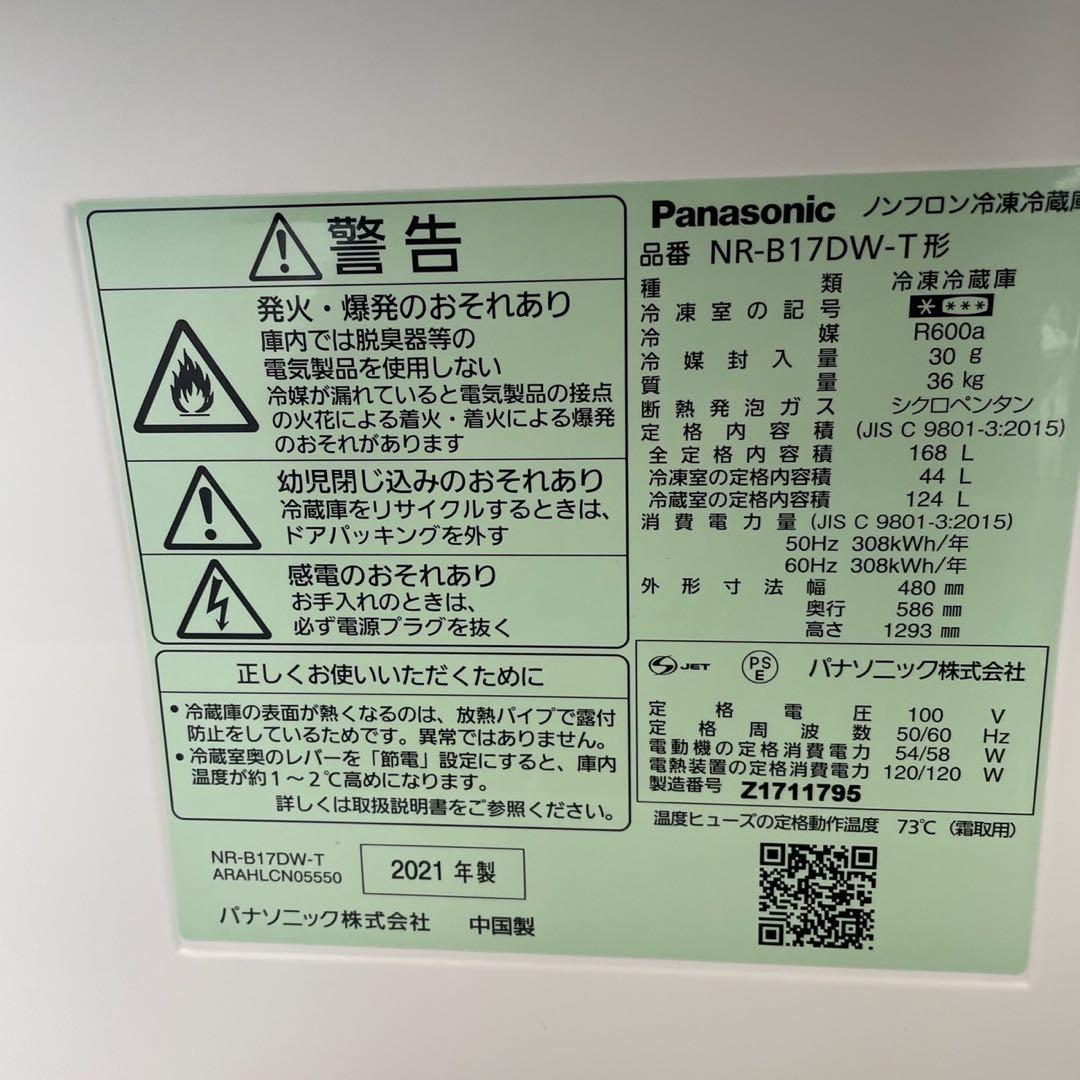 警告
発火・爆発のおそれあり
庫内では脱臭器等の
電気製品を使用しない
冷媒が漏れていると電気製品の接点
の火花による着火・着火による爆発
のおそれがあります
幼児閉じ込みのおそれあり
冷蔵庫をリサイクルするときは、
ドアパッキングを外す
感電のおそれあり
お手入れのときは、
必ず電源プラグを抜く
正しくお使いいただくために
・冷蔵庫の表面が熱くなるのは、放熱パイプで露付
防止をしているためです。異常ではありません。
・冷蔵室奥のレバーを「節電」設定にすると、庫内
温度が約1～2℃高めになります。
詳しくは取扱説明書をご参照ください。
NR-B17DW-T
ARAHLCN05550
2021 年製
パナソニック株式会社 中国製
Panasonic ノンフロン冷凍冷蔵庫
品番 NR-B17DW-T形
種類 冷凍冷蔵庫
冷凍室の記号 * ***
冷媒 R600a
冷媒封入量 30 g
質量 36 kg
断熱発泡ガス シクロペンタン
定格内容積 (JIS C 9801-3:2015)
全定格内容積 168 L
冷凍室の定格内容積 44 L
冷蔵室の定格内容積 124 L
消費電力量 (JIS C 9801-3:2015)
50Hz 308kWh/年
60Hz 308kWh/年
外形寸法 幅 480 mm
奥行 586 mm
高さ 1293 mm
S JET PS E パナソニック株式会社
定格電圧 100 V
定格周波数 50/60 Hz
電動機の定格消費電力 54/58 W
電熱装置の定格消費電力 120/120 W
製造番号 Z1711795
温度ヒューズの定格動作温度 73℃（霜取用）